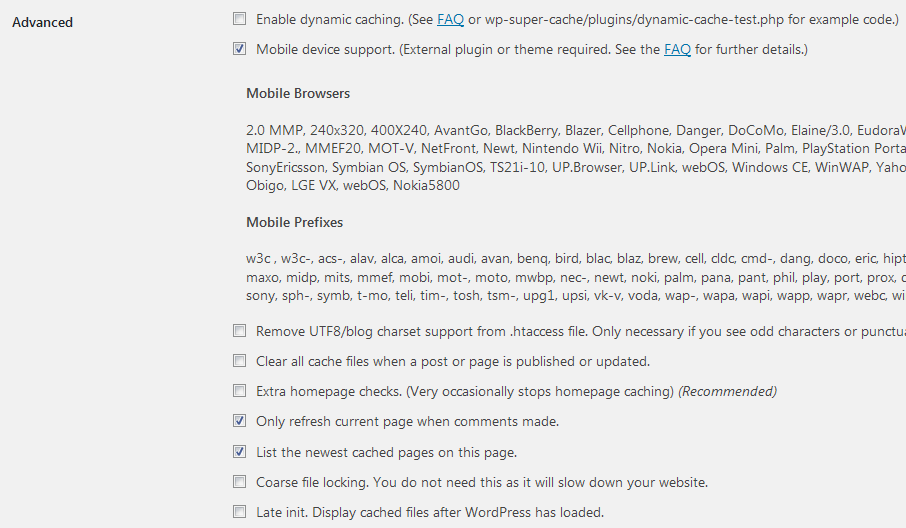 Advanced
Enable dynamic caching. (See FAQ or wp-super-cache/plugins/dynamic-cache-test.php for example code.)
Mobile device support. (External plugin or theme required. See the FAQ for further details.)
Mobile Browsers
2.0 MMP, 240x320, 400X240, AvantGo, BlackBerry, Blazer, Cellphone, Danger, DoCoMo, Elaine/3.0,
MIDP-2., MMEF20, MOT-V, NetFront, Newt, Nintendo Wii, Nitro, Nokia, Opera Mini, Palm, PlayStation
SonyEricsson, Symbian OS, SymbianOS, TS21i-10, UP.Browser, UP.Link, webOS, Windows CE, WinWAP,
Obigo, LGE VX, webOS, Nokia5800
Mobile Prefixes
w3c , w3c-, acs-, alav, alca, amoi, audi, avan, benq, bird, blac, blaz, brew, cell, cldc, cmd-, dang, doco, eric, hipt
maxo, midp, mits, mmef, mobi, mot-, moto, mwbp, nec-, newt, noki, palm, pana, pant, phil, play, port, prox,
sony, sph-, symb, t-mo, teli, tim-, tosh, tsm-, upg1, upsi, vk-v, voda, wap-, wapa, wapi, wapp, wapr, webc,
Remove UTF8/blog charset support from .htaccess file. Only necessary if you see odd characters or
Clear all cache files when a post or page is published or updated.
Extra homepage checks. (Very occasionally stops homepage caching) (Recommended)
Only refresh current page when comments made.
List the newest cached pages on this page.
Coarse file locking. You do not need this as it will slow down your website.
Late init. Display cached files after WordPress has loaded.